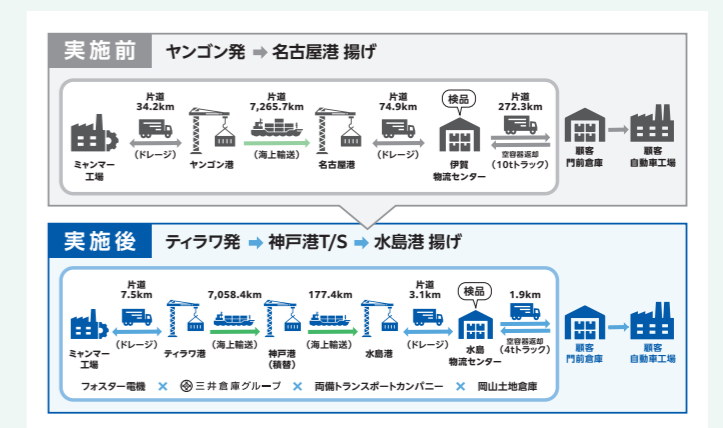 実施前 ヤンゴン発 ➡ 名古屋港 揚げ
片道
34.2km
片道
7,265.7km
片道
74.9km
検品
片道
272.3km
(ドレージ)
(海上輸送)
(ドレージ)
空容器返却
(10tトラック)
ミャンマー
工場
ヤンゴン港
名古屋港
伊賀
物流センター
顧客
門前倉庫
顧客
自動車工場
実施後 ティラワ発 ➡ 神戸港T/S ➡ 水島港 揚げ
片道
7.5km
7,058.4km
177.4km
片道
3.1km
検品
1.9km
(ドレージ)
(海上輸送)
(海上輸送)
(ドレージ)
空容器返却
(4tトラック)
ミャンマー
工場
ティラワ港
神戸港
(積替)
水島港
水島
物流センター
顧客
門前倉庫
顧客
自動車工場
フォスター電機 × 三井倉庫グループ × 両備トランスポートカンパニー × 岡山土地倉庫